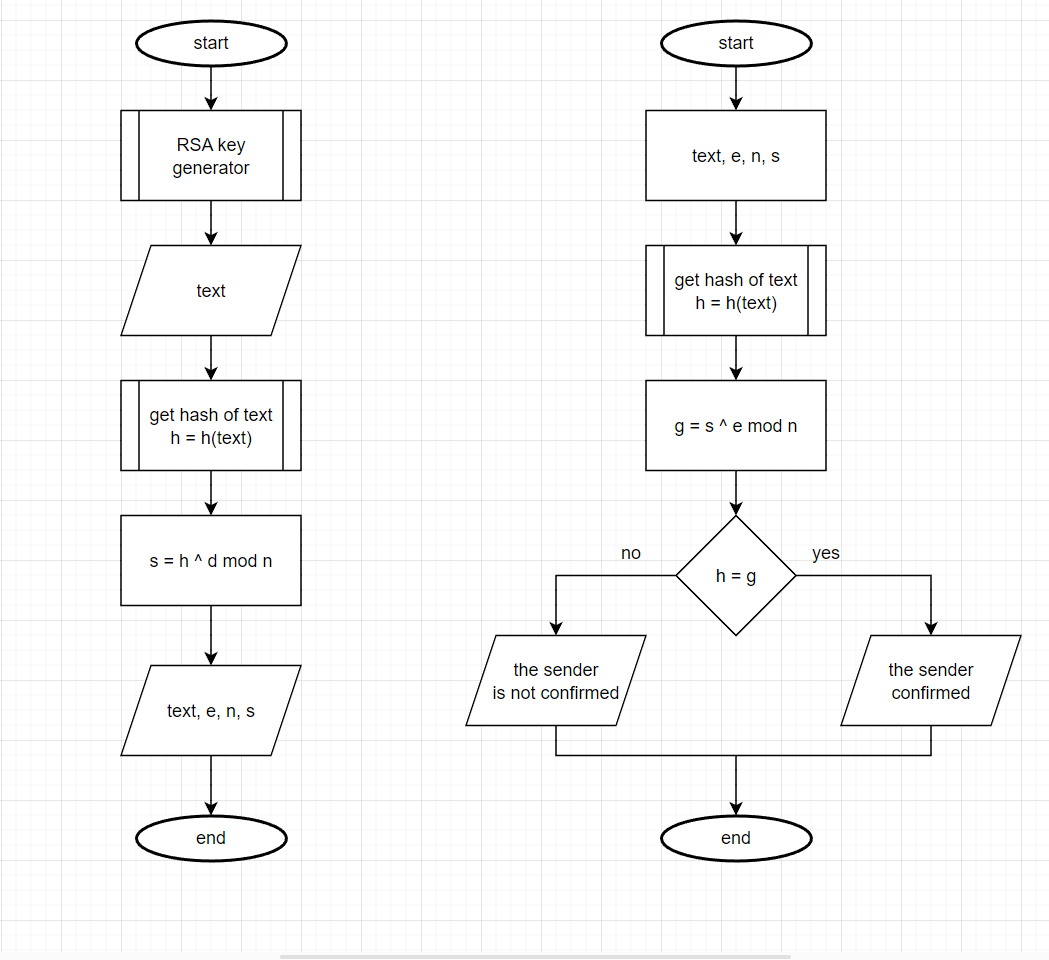 start
RSA key
generator
text
get hash of text
h = h(text)
s = h ^ d mod n
text, e, n, s
end
start
text, e, n, s
get hash of text
h = h(text)
g = s ^ e mod n
no
h = g
yes
the sender
is not confirmed
the sender
confirmed
end